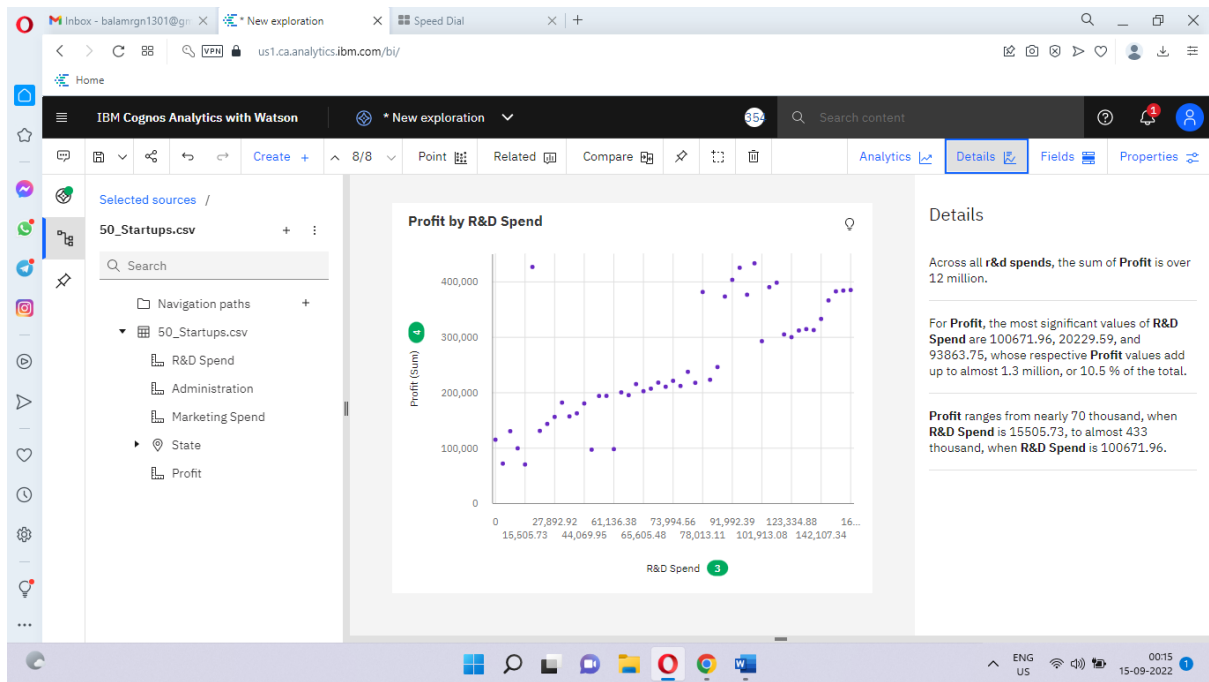 Inbox - balamrgn1301@gm
* New exploration
Speed Dial
VPN us1.ca.analytics.ibm.com/bi/
Home
IBM Cognos Analytics with Watson
* New exploration
354
Search content
1
Create +
8/8
Point
Related
Compare
Analytics
Details
Fields
Properties
Selected sources /
50_Startups.csv
Search
Navigation paths
50_Startups.csv
R&D Spend
Administration
Marketing Spend
State
Profit
Profit by R&D Spend
400,000
300,000
200,000
100,000
0
4
Profit (Sum)
0 27,892.92 61,136.38 73,994.56 91,992.39 123,334.88 16...
15,505.73 44,069.95 65,605.48 78,013.11 101,913.08 142,107.34
R&D Spend 3
Details
Across all r&d spends, the sum of Profit is over
12 million.
For Profit, the most significant values of R&D
Spend are 100671.96, 20229.59, and
93863.75, whose respective Profit values add
up to almost 1.3 million, or 10.5 % of the total.
Profit ranges from nearly 70 thousand, when
R&D Spend is 15505.73, to almost 433
thousand, when R&D Spend is 100671.96.
ENG
US
00:15
15-09-2022
1